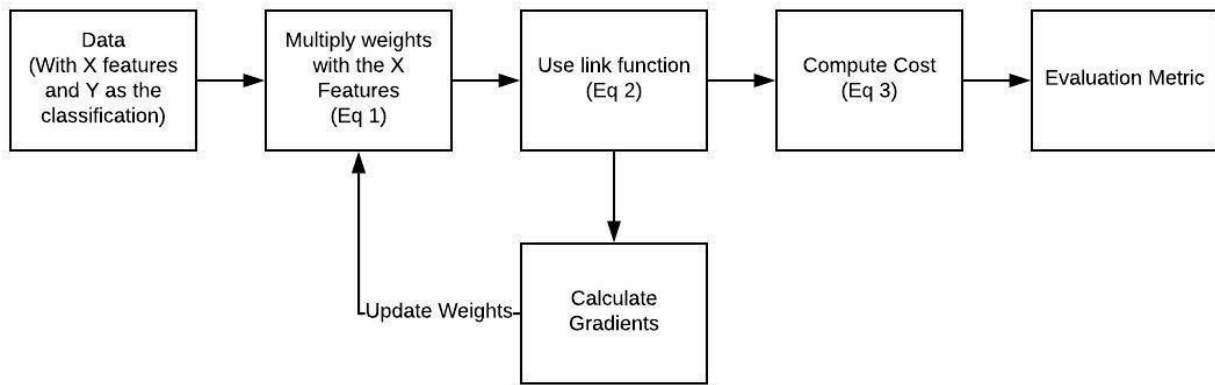 Data
(With X features
and Y as the
classification)
Multiply weights
with the X
Features
(Eq 1)
Use link function
(Eq 2)
Compute Cost
(Eq 3)
Evaluation Metric
Update Weights
Calculate
Gradients